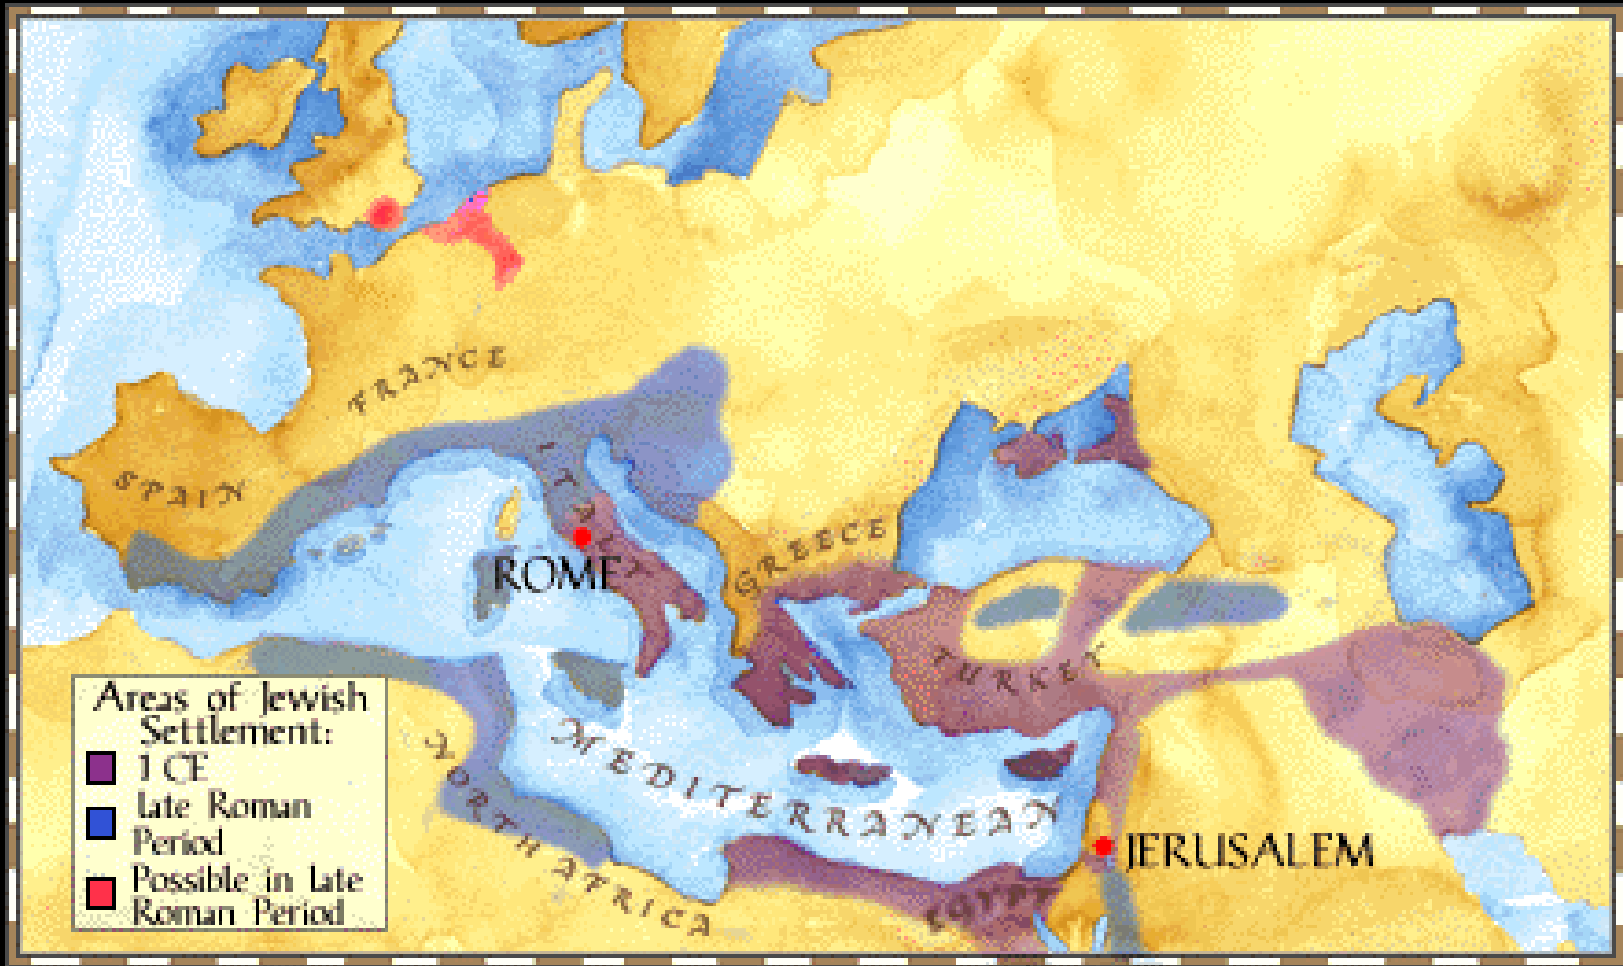 FRANCE
SPAIN
ITALY
ROME
GREECE
TURKEY
Areas of Jewish
Settlement:
1 CE
late Roman
Period
Possible in late
Roman Period
MEDITERRANEAN
NORTH AFRICA
EGYPT
JERUSALEM